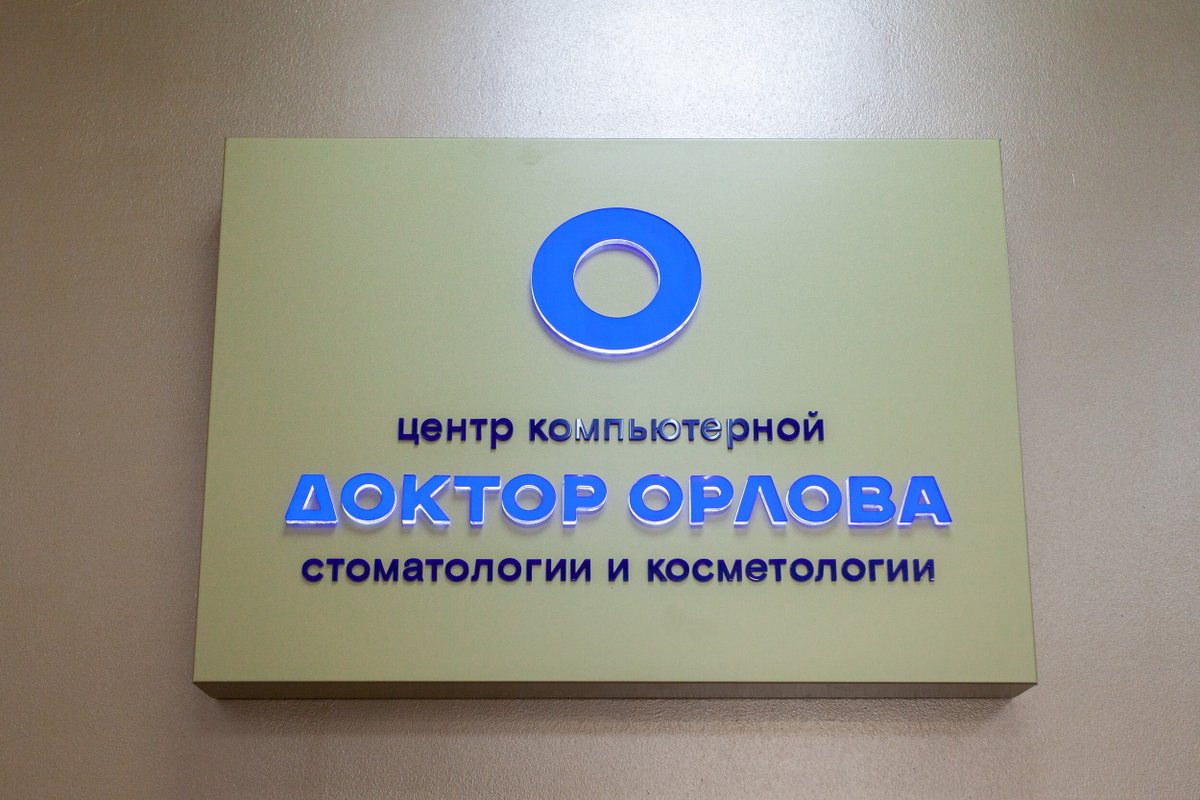 центр компьютерной
ДОКТОР ОРЛОВА
стоматологии и косметологии